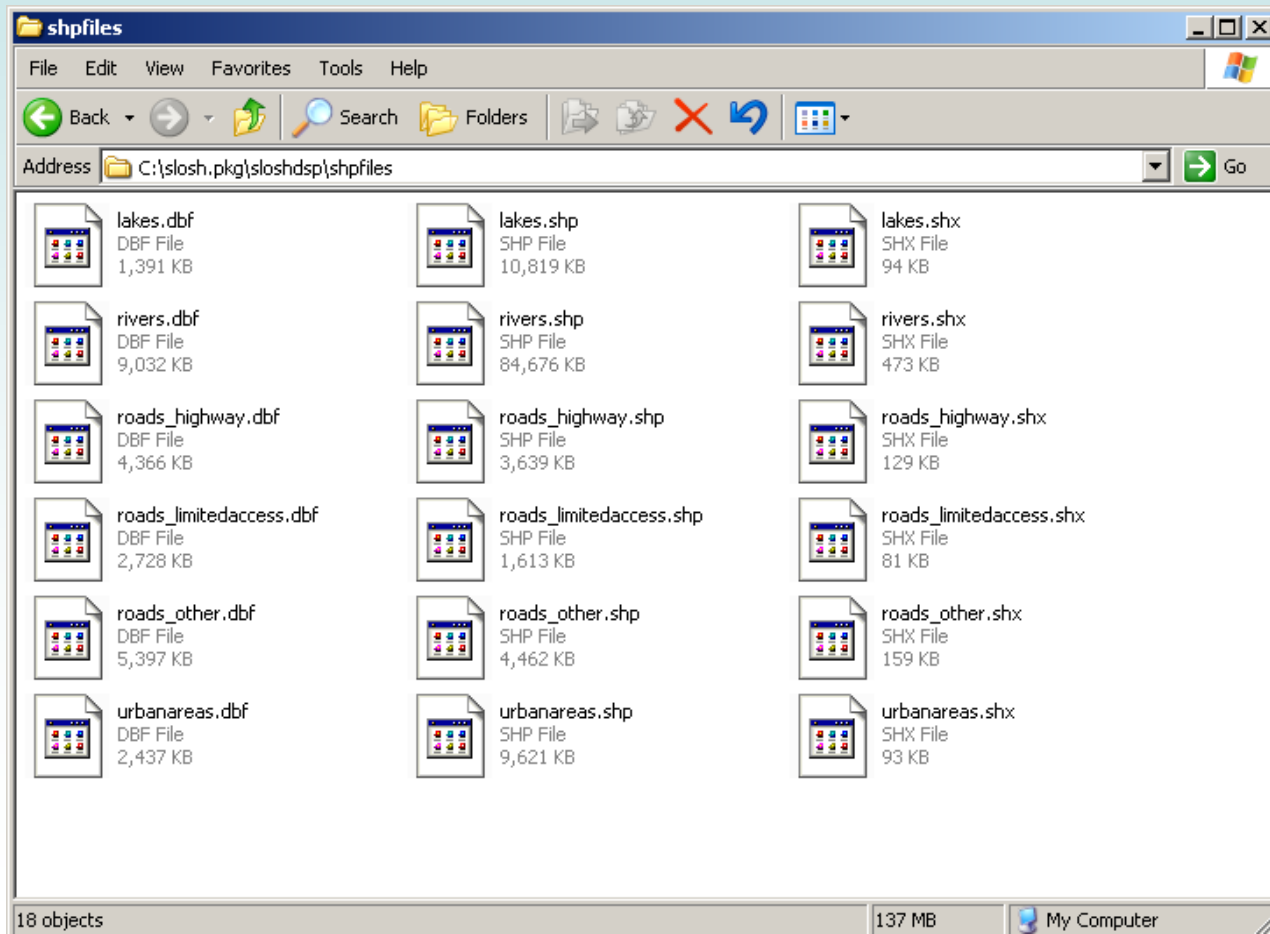 shpfiles
File Edit View Favorites Tools Help
Back Search Folders
Address C:\slosh.pkg\sloshdsp\shpfiles Go
lakes.dbf
DBF File
1,391 KB
lakes.shp
SHP File
10,819 KB
lakes.shx
SHX File
94 KB
rivers.dbf
DBF File
9,032 KB
rivers.shp
SHP File
84,676 KB
rivers.shx
SHX File
473 KB
roads_highway.dbf
DBF File
4,366 KB
roads_highway.shp
SHP File
3,639 KB
roads_highway.shx
SHX File
129 KB
roads_limitedaccess.dbf
DBF File
2,728 KB
roads_limitedaccess.shp
SHP File
1,613 KB
roads_limitedaccess.shx
SHX File
81 KB
roads_other.dbf
DBF File
5,397 KB
roads_other.shp
SHP File
4,462 KB
roads_other.shx
SHX File
159 KB
urbanareas.dbf
DBF File
2,437 KB
urbanareas.shp
SHP File
9,621 KB
urbanareas.shx
SHX File
93 KB
18 objects 137 MB My Computer